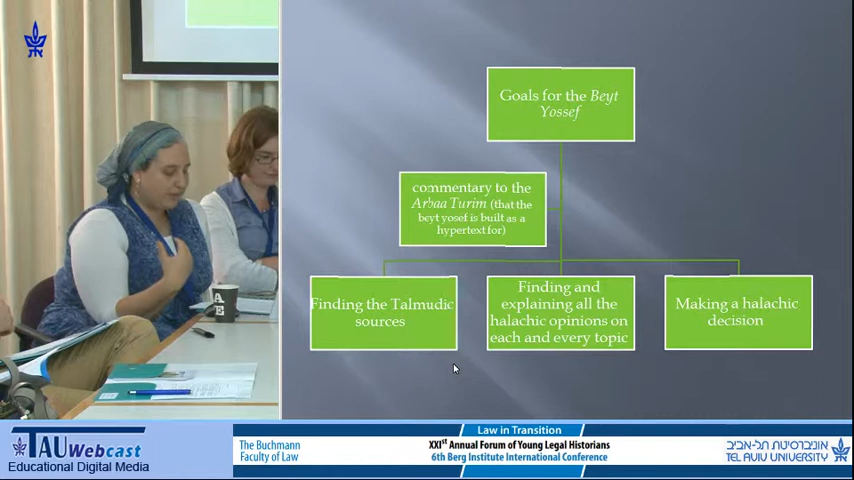 Goals for the Beyt
Yossef
commentary to the
Arbaa Turim (that the
beyt yosef is built as a
hypertext for)
Finding the Talmudic
sources
Finding and
explaining all the
halachic opinions on
each and every topic
Making a halachic
decision
TAU Webcast
Educational Digital Media
The Buchmann
Faculty of Law
Law in Transition
XXIst Annual Forum of Young Legal Historians
6th Berg Institute International Conference
אוניברסיטת תל-אביב
TEL AVIV UNIVERSITY